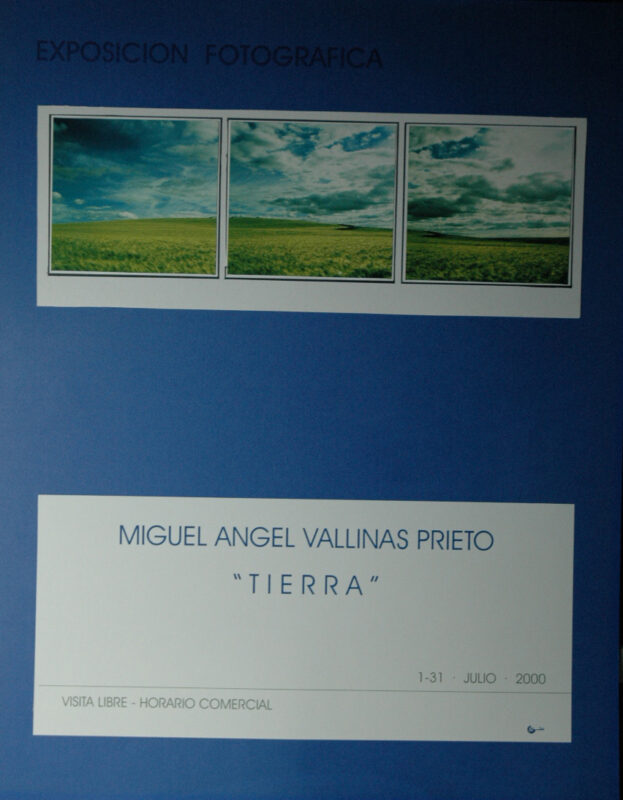 EXPOSICION FOTOGRAFICA
MIGUEL ANGEL VALLINAS PRIETO
"TIERRA"
1-31 · JULIO · 2000
VISITA LIBRE - HORARIO COMERCIAL